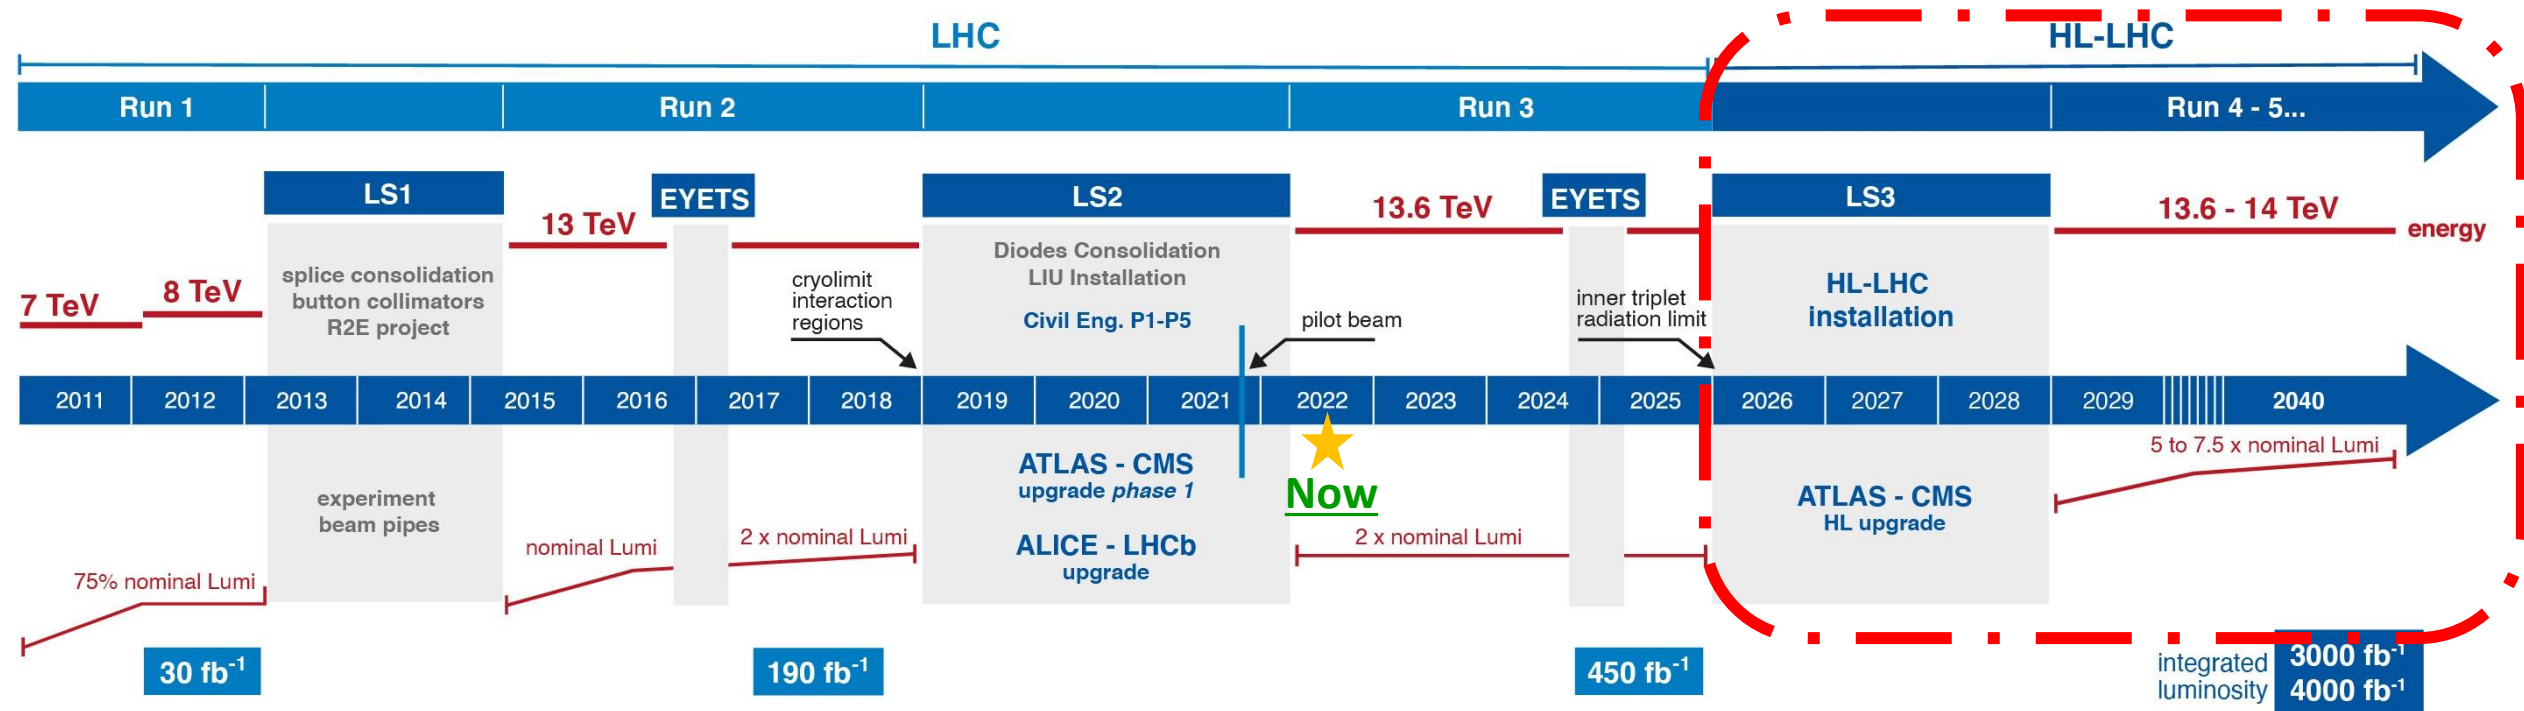 LHC
HL-LHC
Run 1
Run 2
Run 3
Run 4 - 5...
LS1
EYETS
LS2
EYETS
LS3
13 TeV
13.6 TeV
13.6 - 14 TeV
energy
7 TeV
8 TeV
splice consolidation
button collimators
R2E project
cryolimit
interaction
regions
Diodes Consolidation
LIU Installation
Civil Eng. P1-P5
pilot beam
inner triplet
radiation limit
HL-LHC
installation
2011
2012
2013
2014
2015
2016
2017
2018
2019
2020
2021
2022
2023
2024
2025
2026
2027
2028
2029
2040
experiment
beam pipes
ATLAS - CMS
upgrade phase 1
ALICE - LHCb
upgrade
Now
ATLAS - CMS
HL upgrade
5 to 7.5 x nominal Lumi
75% nominal Lumi
nominal Lumi
2 x nominal Lumi
2 x nominal Lumi
30 fb-1
190 fb-1
450 fb-1
integrated
luminosity
3000 fb-1
4000 fb-1